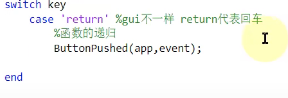 switch key
case 'return' %gui不一样 return代表回车
%函数的递归
ButtonPushed(app,event);
end